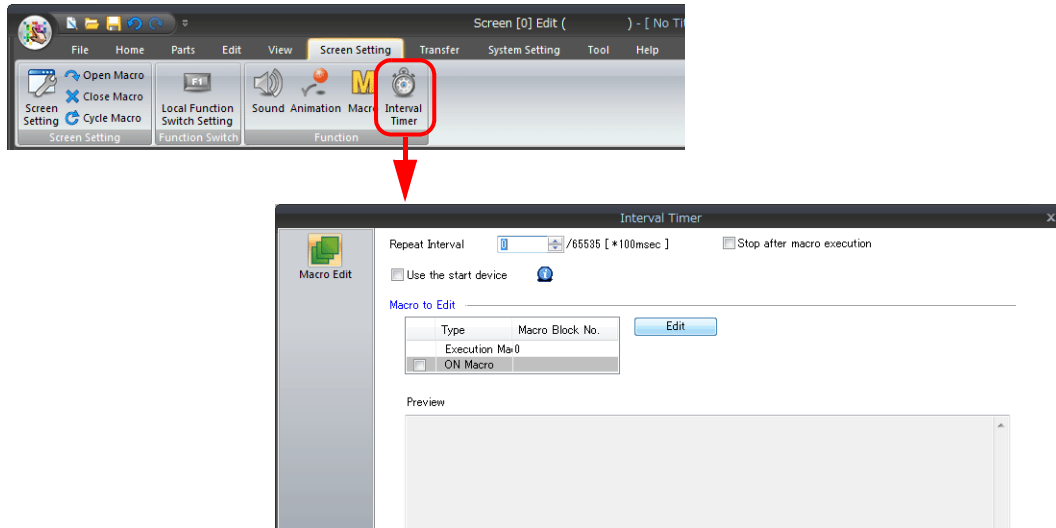 Screen [0] Edit ( ) - [ No Tit
File Home Parts Edit View Screen Setting Transfer System Setting Tool Help
Screen Setting
Open Macro
Close Macro
Cycle Macro
Screen Setting
F1
Local Function Switch Setting
Function Switch
Sound Animation Macro Interval Timer
Function
Interval Timer
x
Macro Edit
Repeat Interval 0 /65535 [ *100msec ] Stop after macro execution
Use the start device
Macro to Edit
Type Macro Block No. Edit
Execution Ma 0
ON Macro
Preview